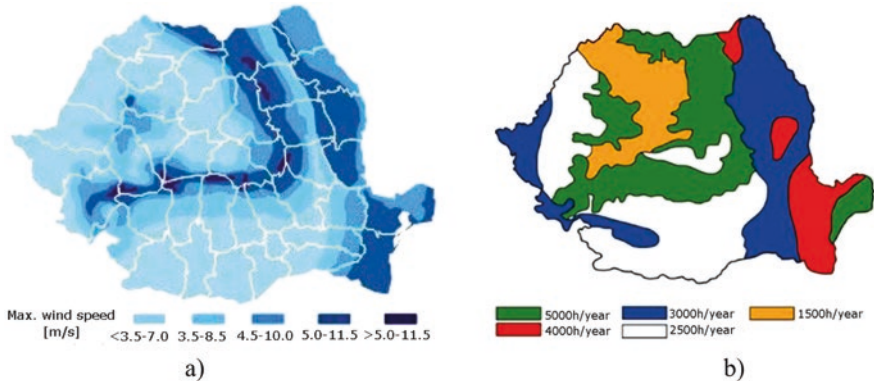 Max. wind speed
[m/s]
<3.5-7.0 3.5-8.5 4.5-10.0 5.0-11.5 >5.0-11.5
a)
5000h/year 3000h/year 1500h/year
4000h/year 2500h/year
b)